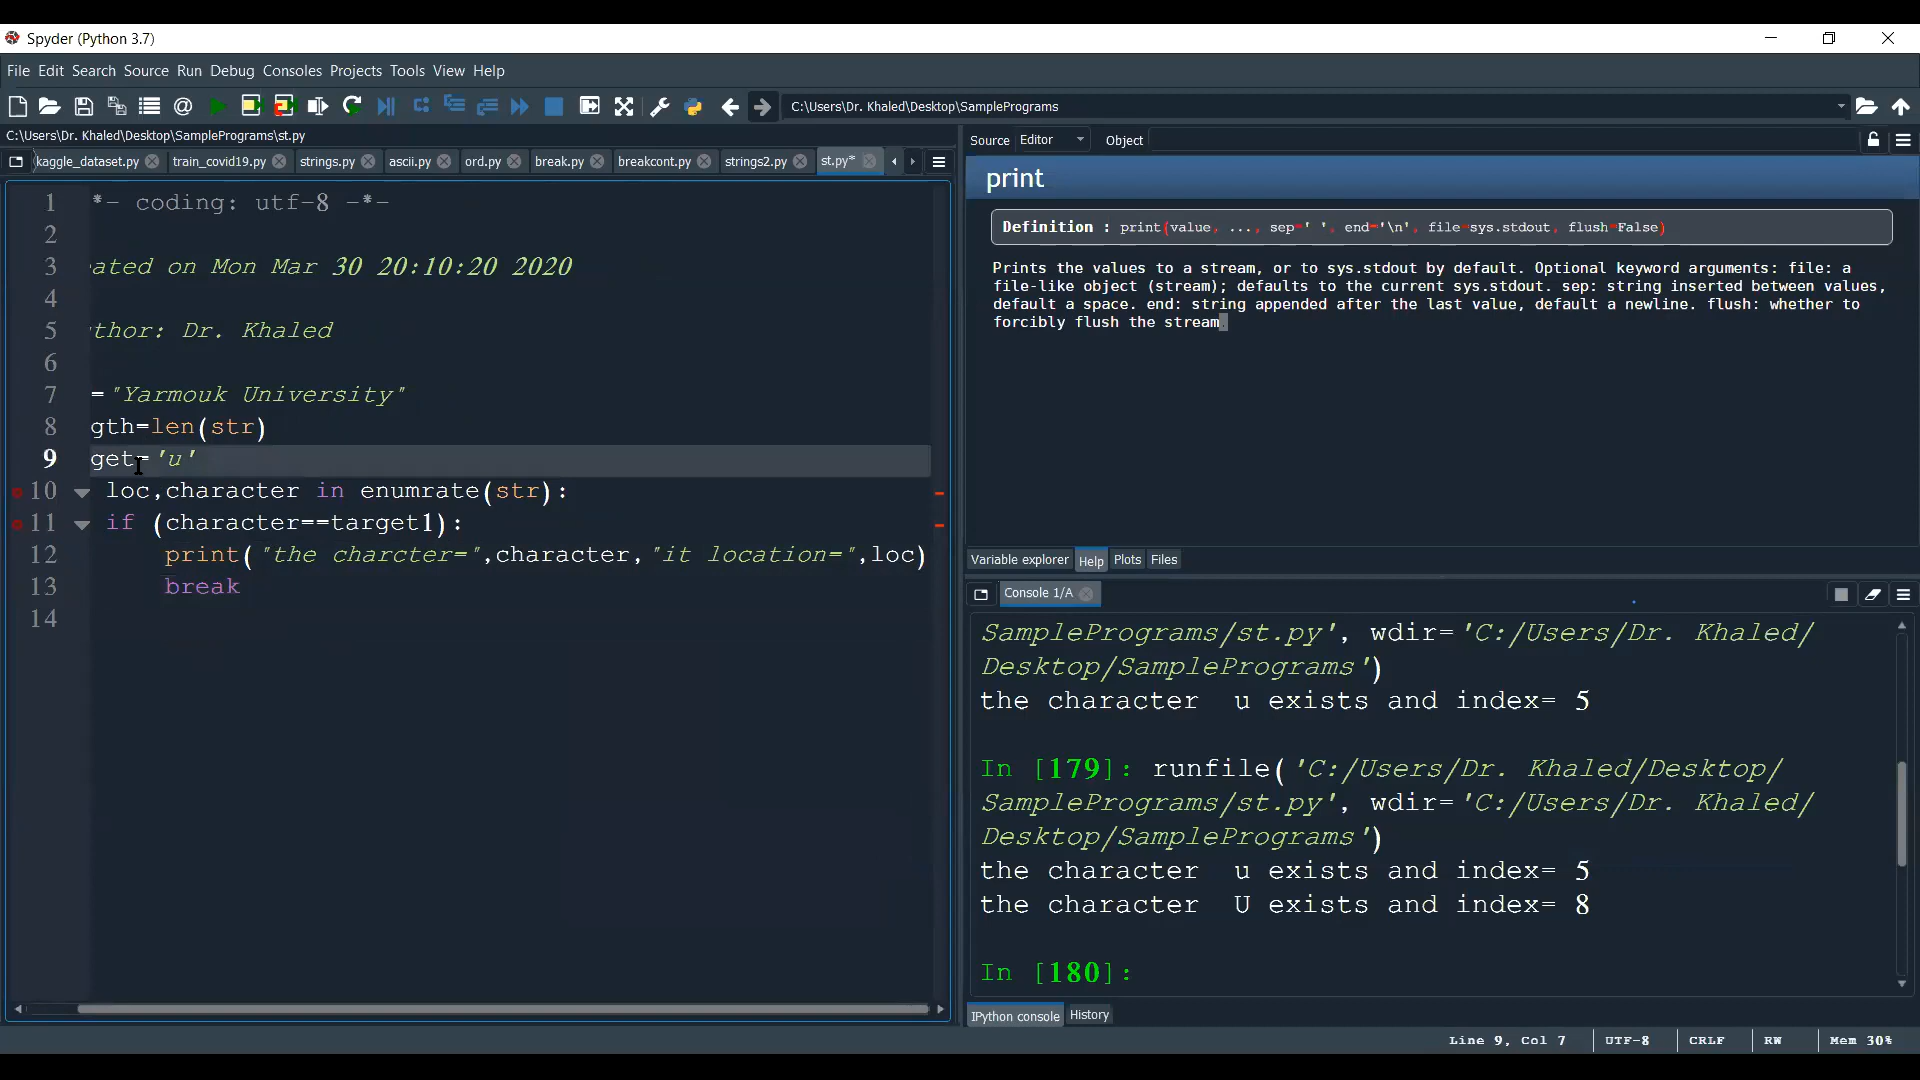 Spyder (Python 3.7)
File Edit Search Source Run Debug Consoles Projects Tools View Help
C:\Users\Dr. Khaled\Desktop\SamplePrograms
C:\Users\Dr. Khaled\Desktop\SamplePrograms\st.py
kaggle_dataset.py train_covid19.py strings.py ascii.py ord.py break.py breakcont.py strings2.py st.py*
1 *- coding: utf-8 -*-
2
3 ated on Mon Mar 30 20:10:20 2020
4
5 thor: Dr. Khaled
6
7 ="Yarmouk University"
8 gth=len(str)
9 get='u'
10 loc,character in enumrate(str):
11 if (character==target1):
12 print("the charcter=",character,"it location=",loc)
13 break
14
Source Editor Object
print
Definition : print(value, ..., sep=' ', end='\n', file=sys.stdout, flush=False)
Prints the values to a stream, or to sys.stdout by default. Optional keyword arguments: file: a
file-like object (stream); defaults to the current sys.stdout. sep: string inserted between values,
default a space. end: string appended after the last value, default a newline. flush: whether to
forcibly flush the stream.
Variable explorer Help Plots Files
Console 1/A
SamplePrograms/st.py', wdir='C:/Users/Dr. Khaled/
Desktop/SamplePrograms')
the character  u exists and index= 5
In [179]: runfile('C:/Users/Dr. Khaled/Desktop/
SamplePrograms/st.py', wdir='C:/Users/Dr. Khaled/
Desktop/SamplePrograms')
the character  u exists and index= 5
the character  U exists and index= 8
In [180]:
IPython console History
Line 9, Col 7 UTF-8 CRLF RW Mem 30%